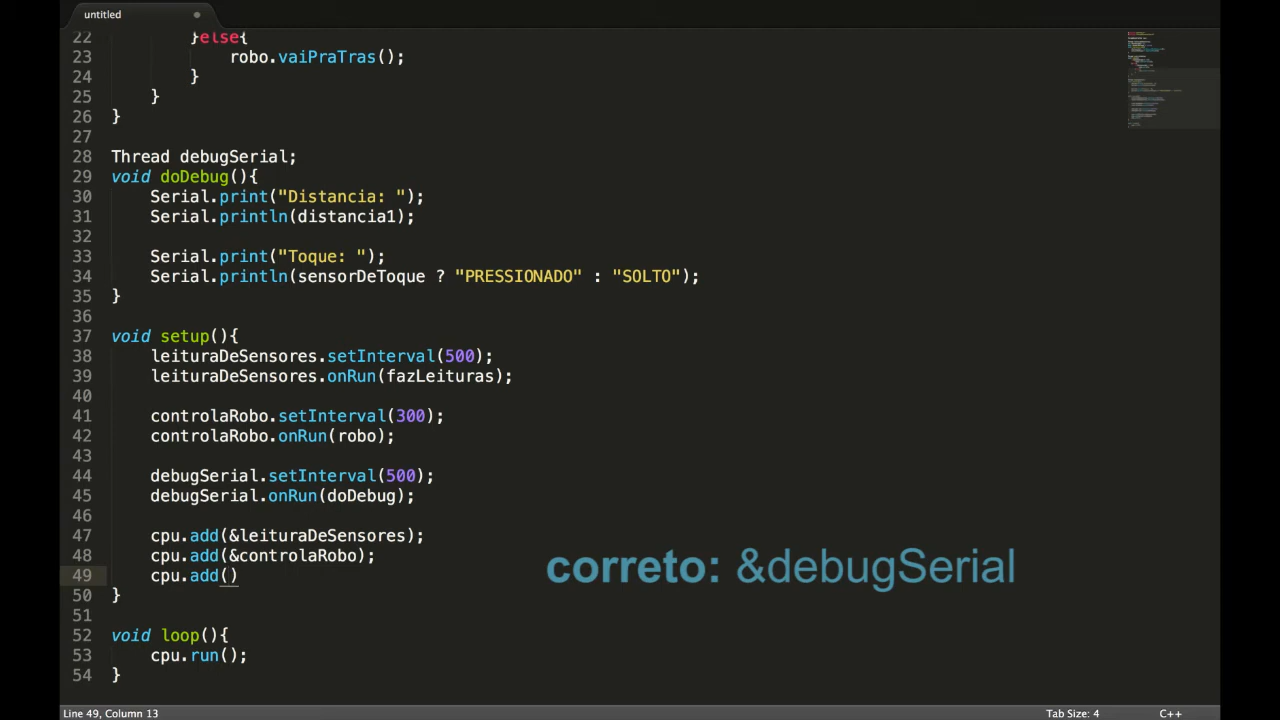 untitled
22 }else{
23 robo.vaiPraTras();
24 }
25 }
26 }
27
28 Thread debugSerial;
29 void doDebug(){
30 Serial.print("Distancia: ");
31 Serial.println(distancia1);
32
33 Serial.print("Toque: ");
34 Serial.println(sensorDeToque ? "PRESSIONADO" : "SOLTO");
35 }
36
37 void setup(){
38 leituraDeSensores.setInterval(500);
39 leituraDeSensores.onRun(fazLeituras);
40
41 controlaRobo.setInterval(300);
42 controlaRobo.onRun(robo);
43
44 debugSerial.setInterval(500);
45 debugSerial.onRun(doDebug);
46
47 cpu.add(&leituraDeSensores);
48 cpu.add(&controlaRobo);
49 cpu.add()
correto: &debugSerial
50 }
51
52 void loop(){
53 cpu.run();
54 }
Line 49, Column 13
Tab Size: 4
C++